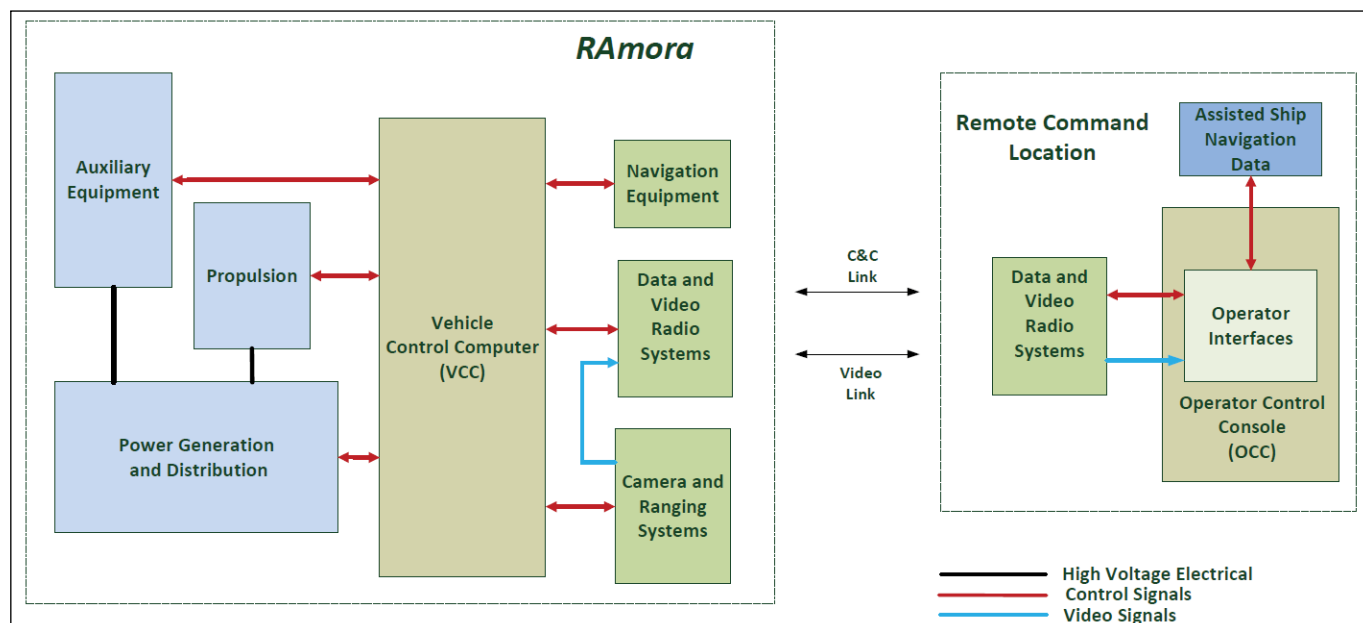 RAmora
Auxiliary
Equipment
Propulsion
Power Generation
and Distribution
Vehicle
Control Computer
(VCC)
Navigation
Equipment
Data and
Video
Radio
Systems
Camera and
Ranging
Systems
C&C
Link
Video
Link
Remote Command
Location
Assisted Ship
Navigation
Data
Data and
Video
Radio
Systems
Operator
Interfaces
Operator Control
Console
(OCC)
High Voltage Electrical
Control Signals
Video Signals